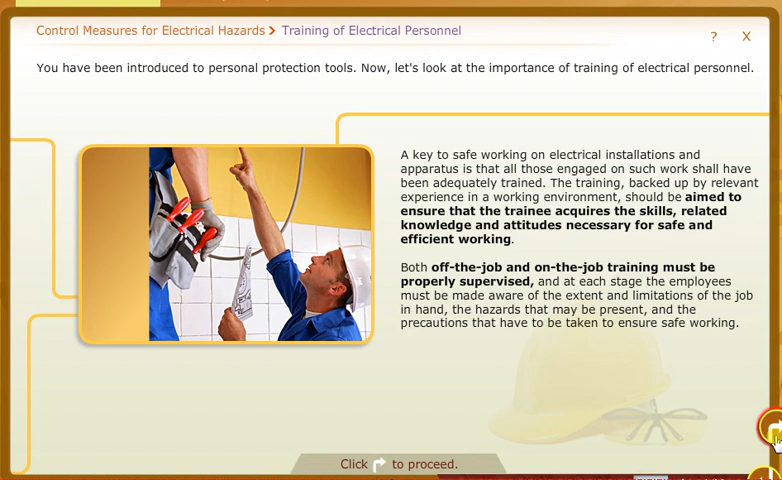 Control Measures for Electrical Hazards > Training of Electrical Personnel
? X
You have been introduced to personal protection tools. Now, let's look at the importance of training of electrical personnel.
A key to safe working on electrical installations and
apparatus is that all those engaged on such work shall have
been adequately trained. The training, backed up by relevant
experience in a working environment, should be aimed to
ensure that the trainee acquires the skills, related
knowledge and attitudes necessary for safe and
efficient working.
Both off-the-job and on-the-job training must be
properly supervised, and at each stage the employees
must be made aware of the extent and limitations of the job
in hand, the hazards that may be present, and the
precautions that have to be taken to ensure safe working.
Click to proceed.